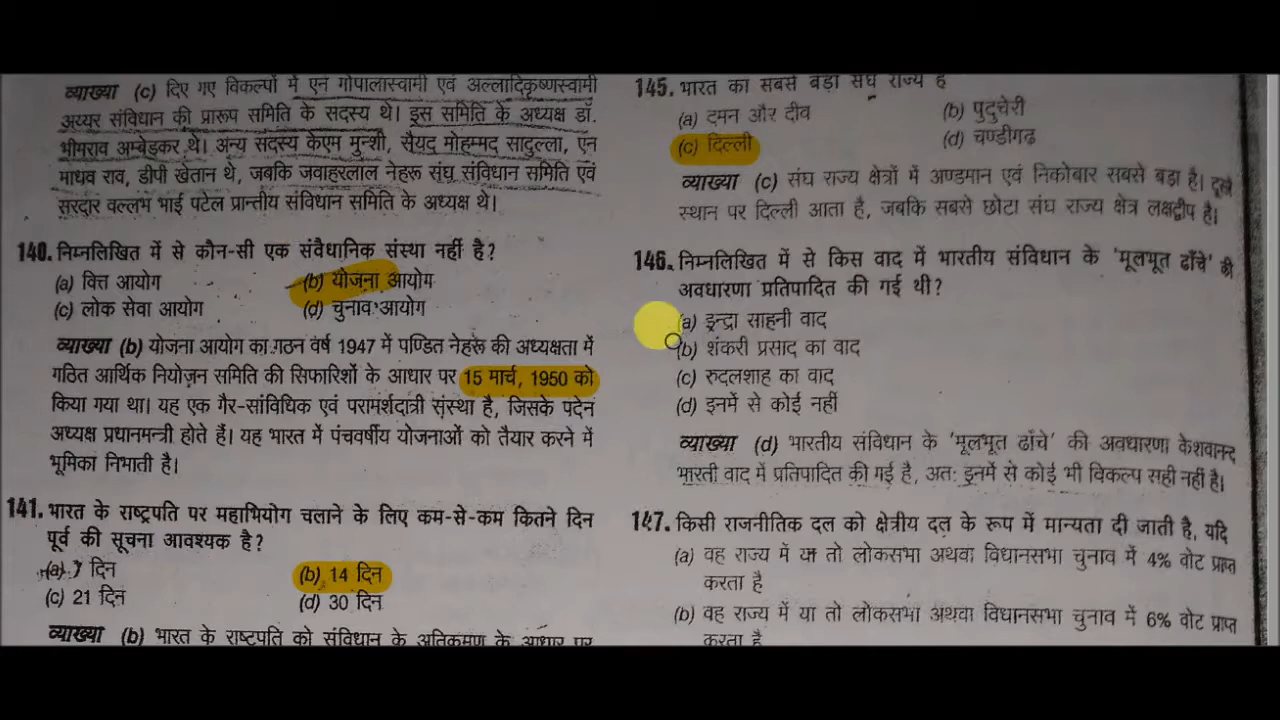 व्याख्या (c) दिए गए विकल्पों में एन गोपालास्वामी एवं अल्लादिकृष्णस्वामी
अय्यर संविधान की प्रारूप समिति के सदस्य थे। इस समिति के अध्यक्ष डॉ.
भीमराव अम्बेडकर थे। अन्य सदस्य केएम मुन्शी, सैयद मोहम्मद सादुल्ला, एन
माधव राव, डीपी खेतान थे, जबकि जवाहरलाल नेहरू संघ संविधान समिति एवं
सरदार वल्लभ भाई पटेल प्रान्तीय संविधान समिति के अध्यक्ष थे।
140. निम्नलिखित में से कौन-सी एक संवैधानिक संस्था नहीं है?
(a) वित्त आयोग (b) योजना आयोग
(c) लोक सेवा आयोग (d) चुनाव आयोग
व्याख्या (b) योजना आयोग का गठन वर्ष 1947 में पण्डित नेहरू की अध्यक्षता में
गठित आर्थिक नियोजन समिति की सिफारिशों के आधार पर 15 मार्च, 1950 को
किया गया था। यह एक गैर-सांविधिक एवं परामर्शदात्री संस्था है, जिसके पदेन
अध्यक्ष प्रधानमन्त्री होते हैं। यह भारत में पंचवर्षीय योजनाओं को तैयार करने में
भूमिका निभाती है।
141. भारत के राष्ट्रपति पर महाभियोग चलाने के लिए कम-से-कम कितने दिन
पूर्व की सूचना आवश्यक है?
(a) 7 दिन (b) 14 दिन
(c) 21 दिन (d) 30 दिन
व्याख्या (b) भारत के राष्ट्रपति को संविधान के अतिक्रमण के आधार पर
145. भारत का सबसे बड़ा संघ राज्य है
(a) दमन और दीव (b) पुदुचेरी
(c) दिल्ली (d) चण्डीगढ़
व्याख्या (c) संघ राज्य क्षेत्रों में अण्डमान एवं निकोबार सबसे बड़ा है। दूसरे
स्थान पर दिल्ली आता है, जबकि सबसे छोटा संघ राज्य क्षेत्र लक्षद्वीप है।
146. निम्नलिखित में से किस वाद में भारतीय संविधान के 'मूलभूत ढाँचे' की
अवधारणा प्रतिपादित की गई थी?
(a) इन्द्रा साहनी वाद
(b) शंकरी प्रसाद का वाद
(c) रुदलशाह का वाद
(d) इनमें से कोई नहीं
व्याख्या (d) भारतीय संविधान के 'मूलभूत ढाँचे' की अवधारणा केशवानन्द
भारती वाद में प्रतिपादित की गई है, अतः इनमें से कोई भी विकल्प सही नहीं है।
147. किसी राजनीतिक दल को क्षेत्रीय दल के रूप में मान्यता दी जाती है, यदि
(a) वह राज्य में या तो लोकसभा अथवा विधानसभा चुनाव में 4% वोट प्राप्त
करता है
(b) वह राज्य में या तो लोकसभा अथवा विधानसभा चुनाव में 6% वोट प्राप्त
करता है